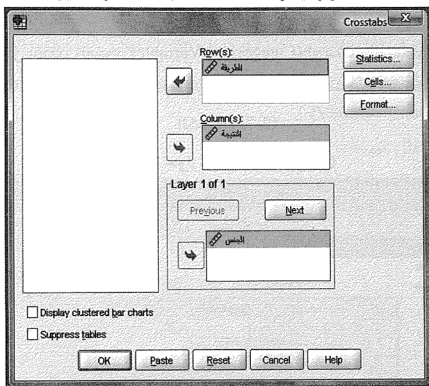 Crosstabs
Row(s):
الطريقة
Statistics...
Cells...
Format...
Column(s):
النتيجة
Layer 1 of 1
Previous
Next
الجنس
Display clustered bar charts
Suppress tables
OK
Paste
Reset
Cancel
Help